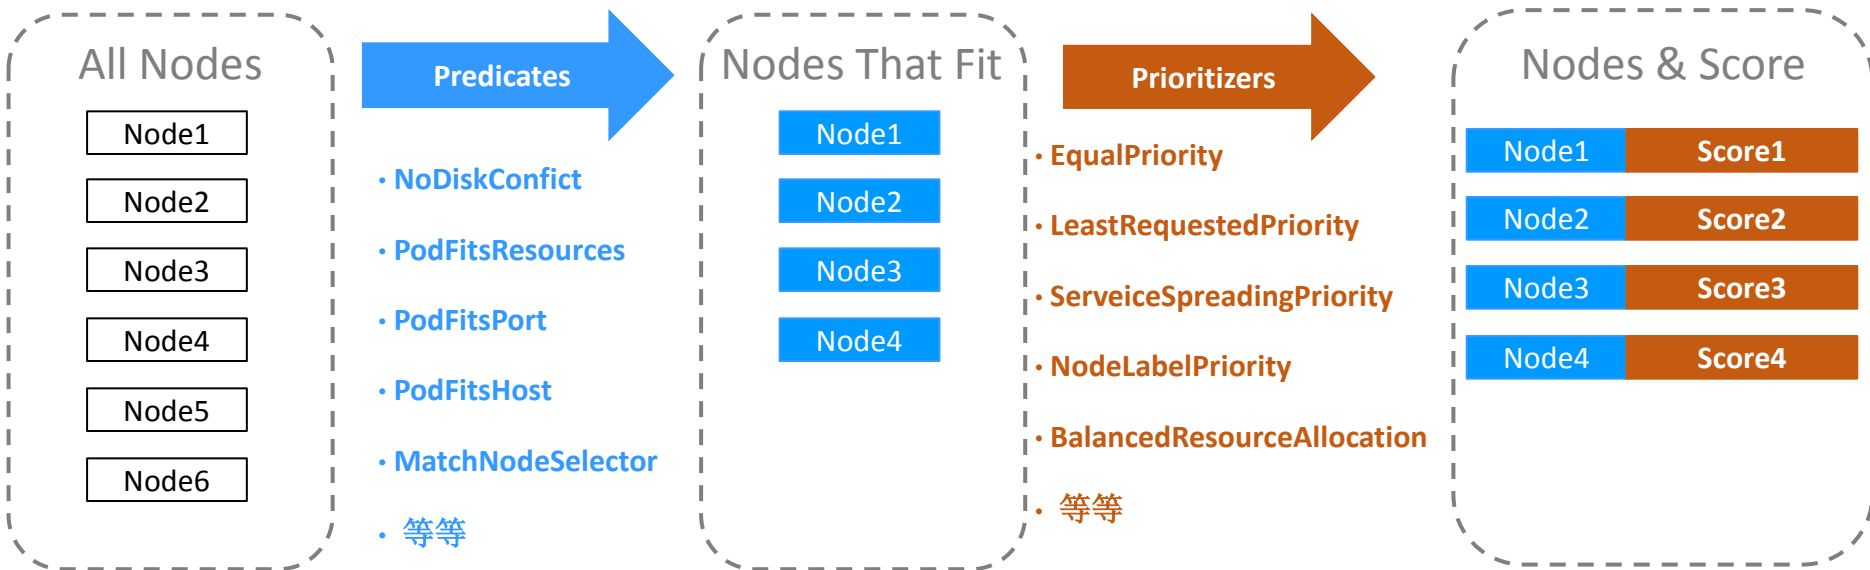 All Nodes
Node1
Node2
Node3
Node4
Node5
Node6
Predicates
· NoDiskConfict
· PodFitsResources
· PodFitsPort
· PodFitsHost
· MatchNodeSelector
· 等等
Nodes That Fit
Node1
Node2
Node3
Node4
Prioritizers
· EqualPriority
· LeastRequestedPriority
· ServeiceSpreadingPriority
· NodeLabelPriority
· BalancedResourceAllocation
· 等等
Nodes & Score
Node1 Score1
Node2 Score2
Node3 Score3
Node4 Score4